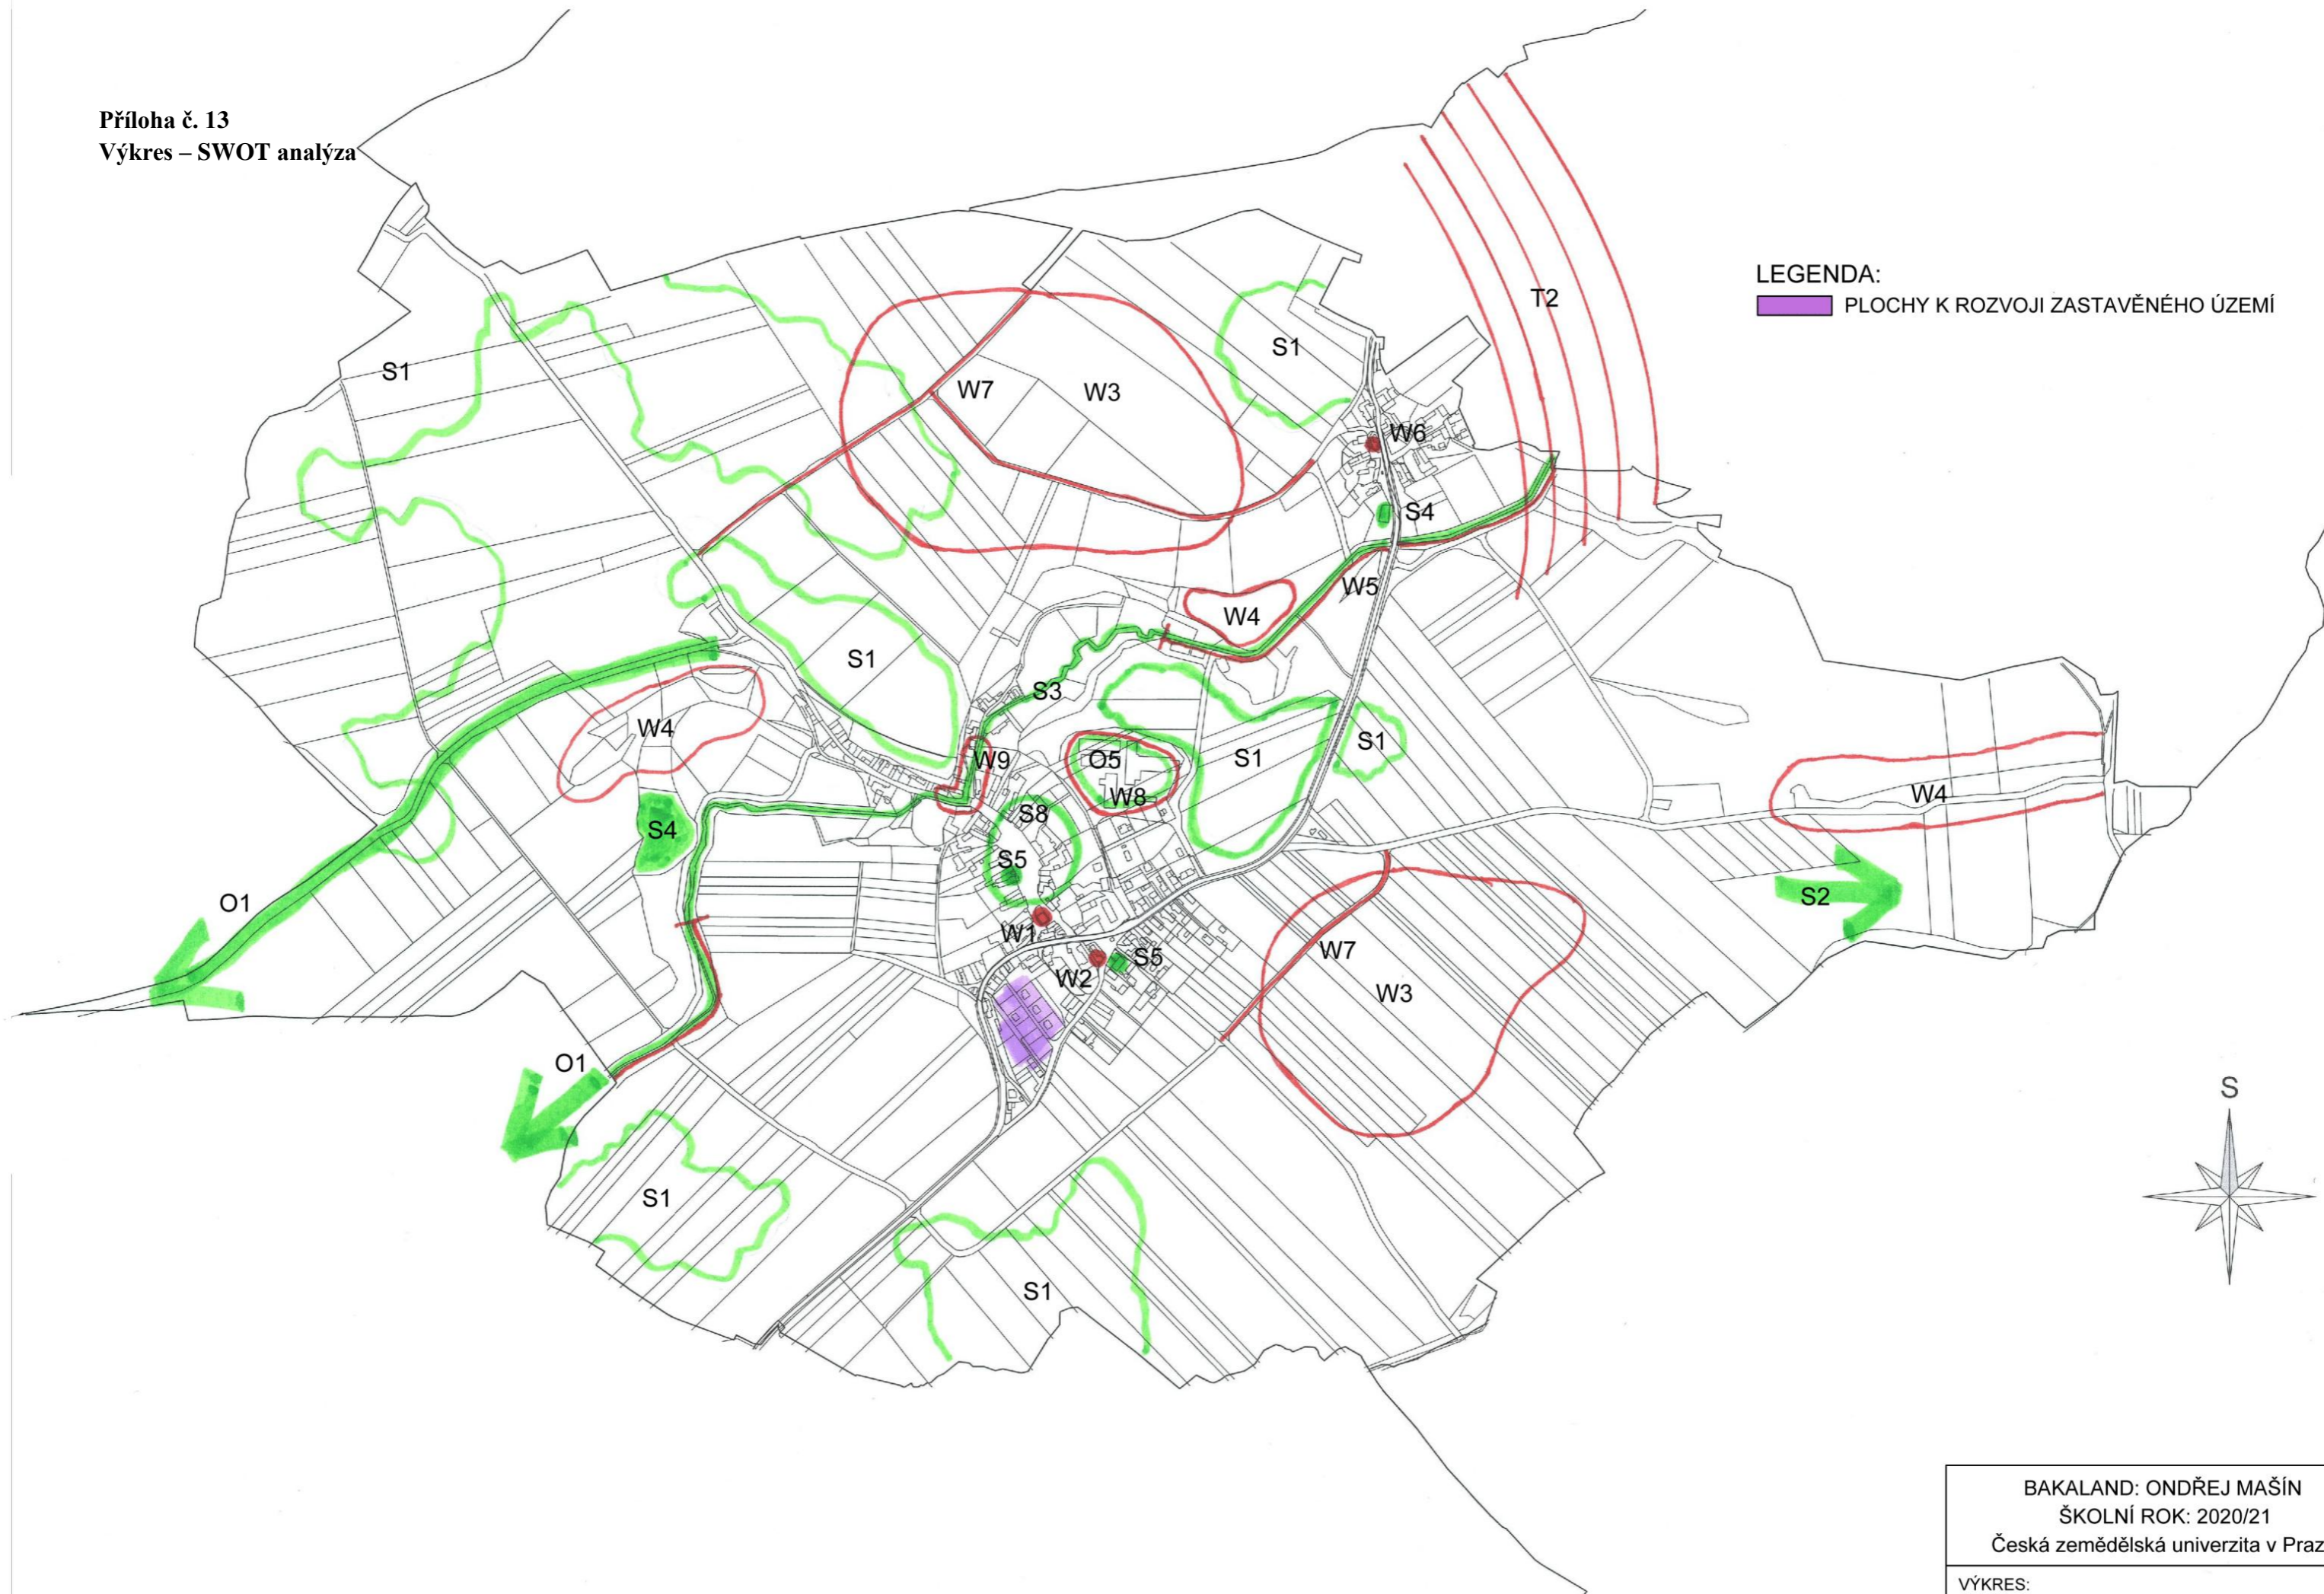 Příloha č. 13
Výkres – SWOT analýza
LEGENDA:
PLOCHY K ROZVOJI ZASTAVĚNÉHO ÚZEMÍ
T2
S1
S1
W7
W3
W6
S4
W5
W4
S1
S3
W4
S1
S1
W9
O5
W8
W4
S8
S4
S5
S2
O1
W1
S5
W7
W2
W3
O1
S
S1
S1
BAKALAND: ONDŘEJ MAŠÍN
ŠKOLNÍ ROK: 2020/21
Česká zemědělská univerzita v Praz
VÝKRES: